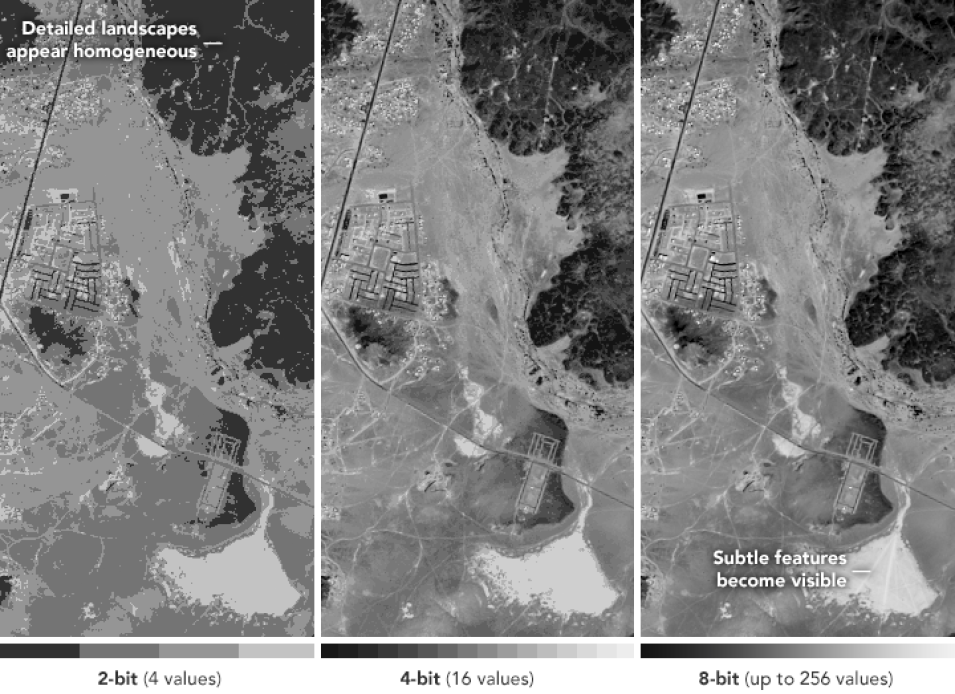 Detailed landscapes
appear homogeneous
Subtle features
become visible
2-bit (4 values)
4-bit (16 values)
8-bit (up to 256 values)